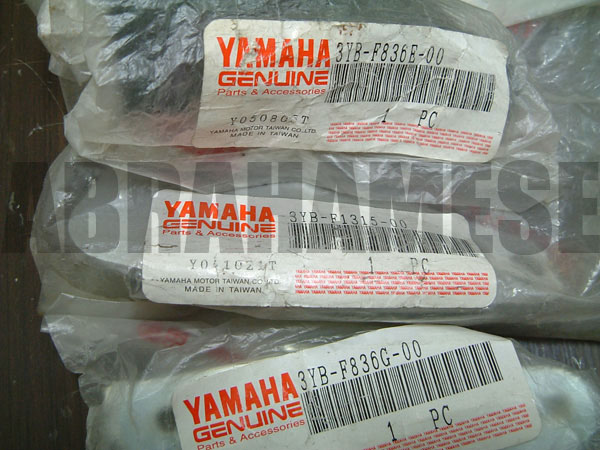 YAMAHA
GENUINE
Parts & Accessories
3YB-F836E-00
1 PC
YAMAHA MOTOR TAIWAN CO.,LTD.
MADE IN TAIWAN
ABRAHAMESE
YAMAHA
GENUINE
Parts & Accessories
3YB-F1315-00
1 PC
YAMAHA MOTOR TAIWAN CO.,LTD.
MADE IN TAIWAN.
YAMAHA
GENUINE
Parts & Accessories
3YB-F836G-00
1 PC